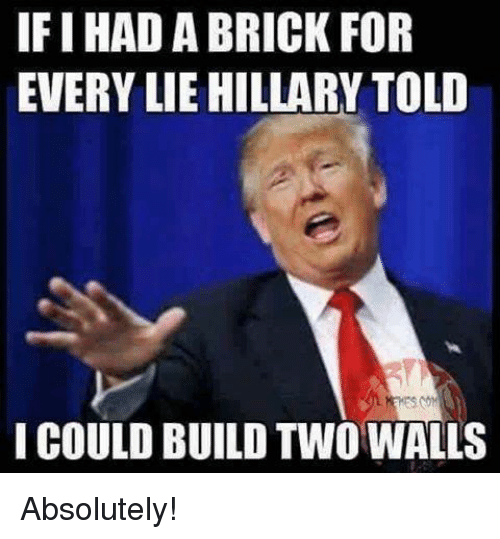 IF I HAD A BRICK FOR
EVERY LIE HILLARY TOLD
I COULD BUILD TWO WALLS
Absolutely!